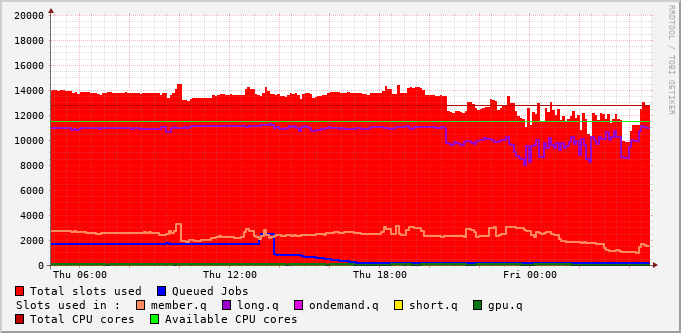 20000
18000
16000
14000
12000
10000
8000
6000
4000
2000
0
Thu 06:00 Thu 12:00 Thu 18:00 Fri 00:00
RRDTOOL / TOBI OETIKER
Total slots used Queued Jobs
Slots used in : member.q long.q ondemand.q short.q gpu.q
Total CPU cores Available CPU cores